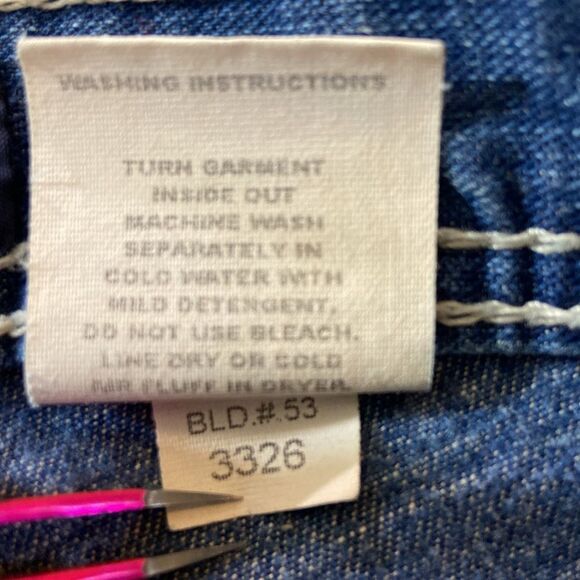 WASHING INSTRUCTIONS
TURN GARMENT
INSIDE OUT
MACHINE WASH
SEPARATELY IN
COLD WATER WITH
MILD DETERGENT,
DO NOT USE BLEACH.
LINE DRY OR COLD
AIR FLUFF IN DRYER.
BLD.#.53
3326